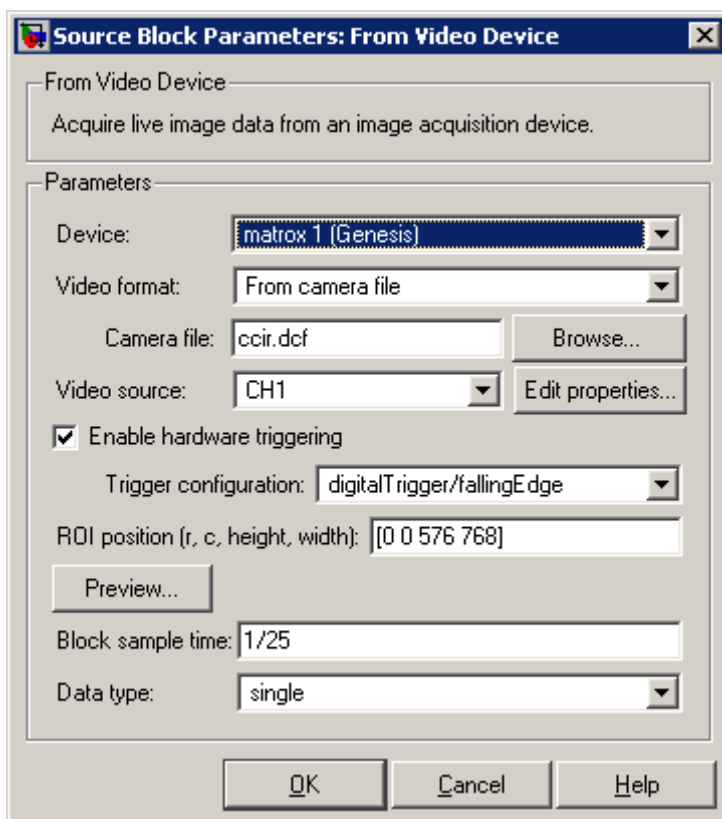 Source Block Parameters: From Video Device
From Video Device
Acquire live image data from an image acquisition device.
Parameters
Device: matrox 1 (Genesis)
Video format: From camera file
Camera file: ccir.dcf Browse...
Video source: CH1 Edit properties...
Enable hardware triggering
Trigger configuration: digitalTrigger/fallingEdge
ROI position (r, c, height, width): [0 0 576 768]
Preview...
Block sample time: 1/25
Data type: single
OK Cancel Help